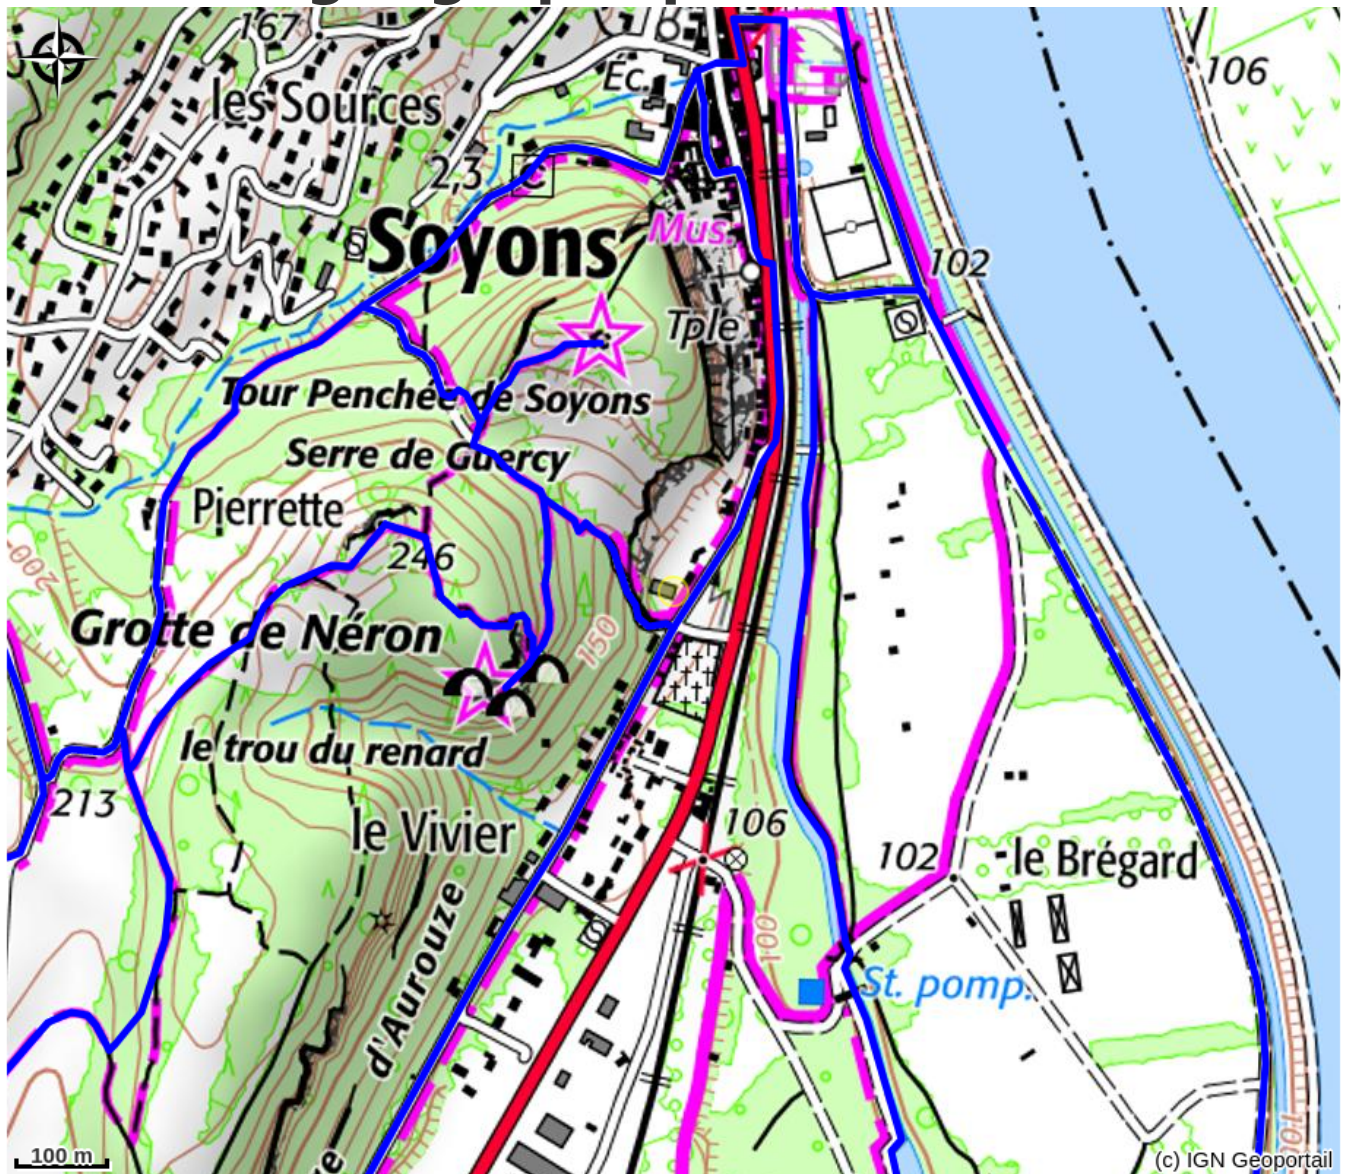 167
106
Ec.
les Sources
2,3
C
Mus.
Soyons
102
Tple
Tour Penchée de Soyons
Serre de Guercy
Pierrette
246
200
Grotte de Néron
150
le trou du renard
213
106
le Vivier
102
le Brégard
100
d'Aurouze
St. pomp.
100 m
(c) IGN Geoportail